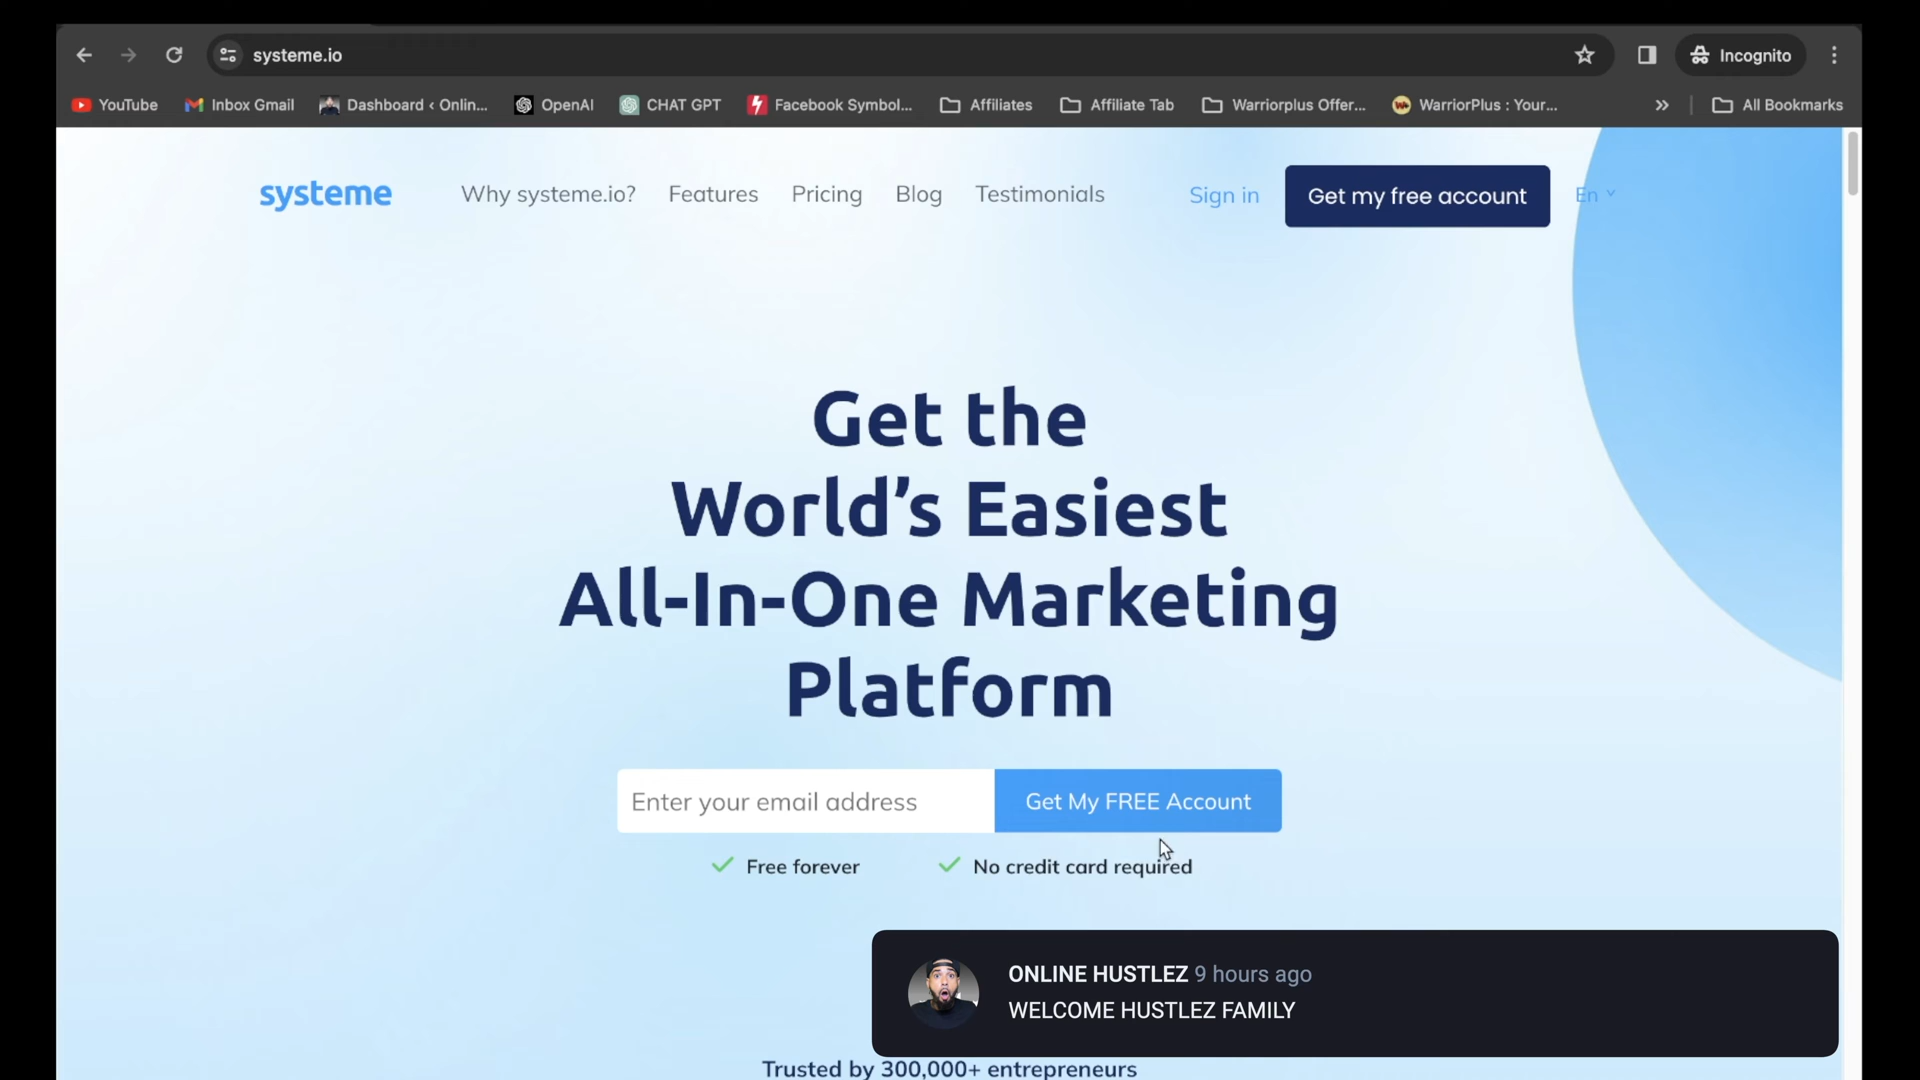 systeme.io
Incognito
YouTube
Inbox Gmail
Dashboard ‹ Onlin...
OpenAI
CHAT GPT
Facebook Symbol...
Affiliates
Affiliate Tab
Warriorplus Offer...
WarriorPlus : Your...
All Bookmarks
systeme
Why systeme.io?
Features
Pricing
Blog
Testimonials
Sign in
Get my free account
En
Get the
World's Easiest
All-In-One Marketing
Platform
Enter your email address
Get My FREE Account
Free forever
No credit card required
ONLINE HUSTLEZ 9 hours ago
WELCOME HUSTLEZ FAMILY
Trusted by 300,000+ entrepreneurs